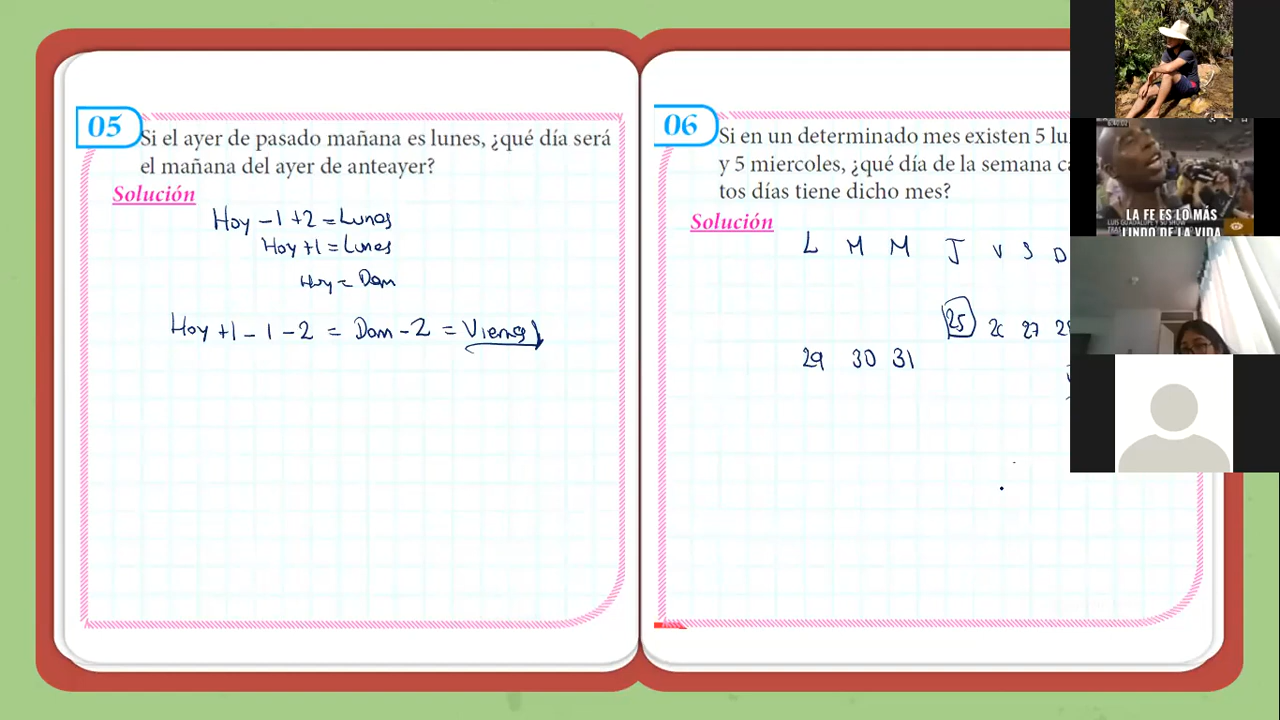 05
Si el ayer de pasado mañana es lunes, ¿qué día será
el mañana del ayer de anteayer?
Solución
Hoy -1 +2 = Lunes
Hoy +1 = Lunes
Hoy = Dom
Hoy +1 - 1 - 2 = Dom - 2 = Viernes
06
Si en un determinado mes existen 5 lu
y 5 miercoles, ¿qué día de la semana ca
tos días tiene dicho mes?
Solución
L M M J V S D
25 26 27 28
29 30 31
LA FE ES LO MÁS
LINDO DE LA VIDA